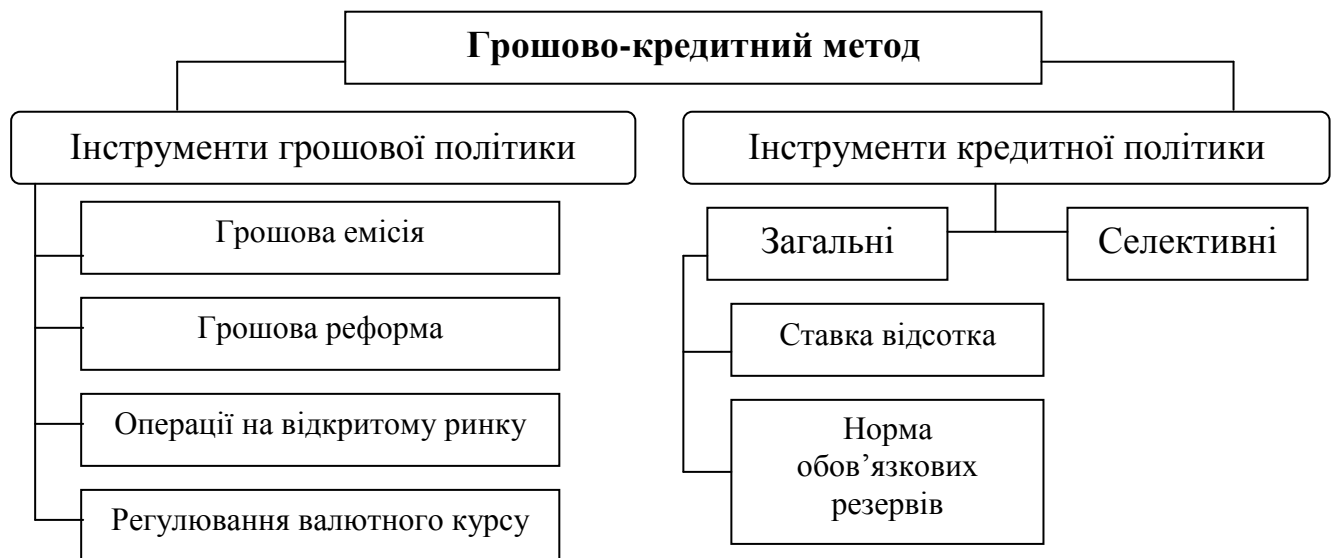 Грошово-кредитний метод
Інструменти грошової політики
Грошова емісія
Грошова реформа
Операції на відкритому ринку
Регулювання валютного курсу
Інструменти кредитної політики
Загальні
Селективні
Ставка відсотка
Норма
обов’язкових
резервів